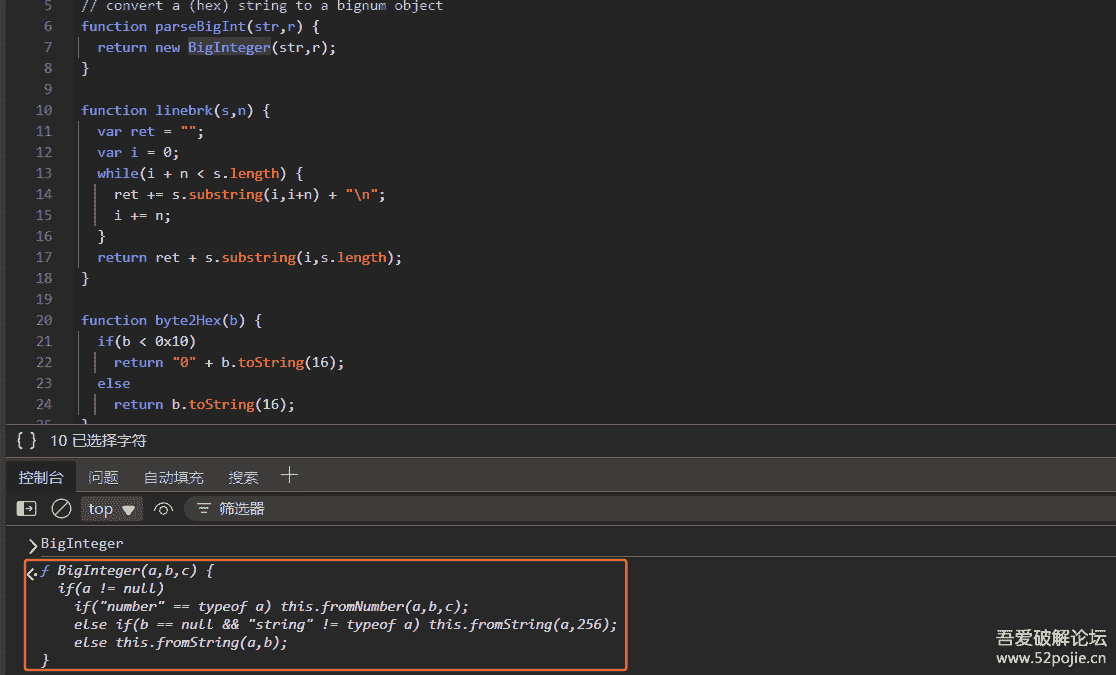 5 // convert a (hex) string to a bignum object
6 function parseBigInt(str,r) {
7   return new BigInteger(str,r);
8 }
9
10 function linebrk(s,n) {
11   var ret = "";
12   var i = 0;
13   while(i + n < s.length) {
14     ret += s.substring(i,i+n) + "\n";
15     i += n;
16   }
17   return ret + s.substring(i,s.length);
18 }
19
20 function byte2Hex(b) {
21   if(b < 0x10)
22     return "0" + b.toString(16);
23   else
24     return b.toString(16);
25 }
{ } 10 已选择字符
控制台 问题 自动填充 搜索 +
top 筛选器
BigInteger
f BigInteger(a,b,c) {
  if(a != null)
    if("number" == typeof a) this.fromNumber(a,b,c);
    else if(b == null && "string" != typeof a) this.fromString(a,256);
    else this.fromString(a,b);
}
吾爱破解论坛
www.52pojie.cn